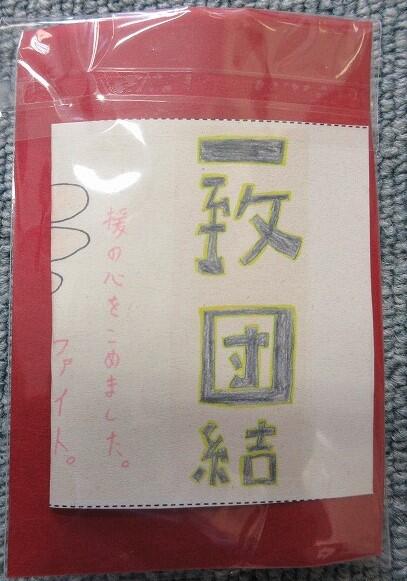 一致団結
援の心をこめました。
ファイト。